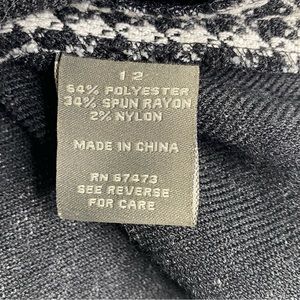 12
64% POLYESTER
34% SPUN RAYON
2% NYLON
MADE IN CHINA
RN 67473
SEE REVERSE
FOR CARE